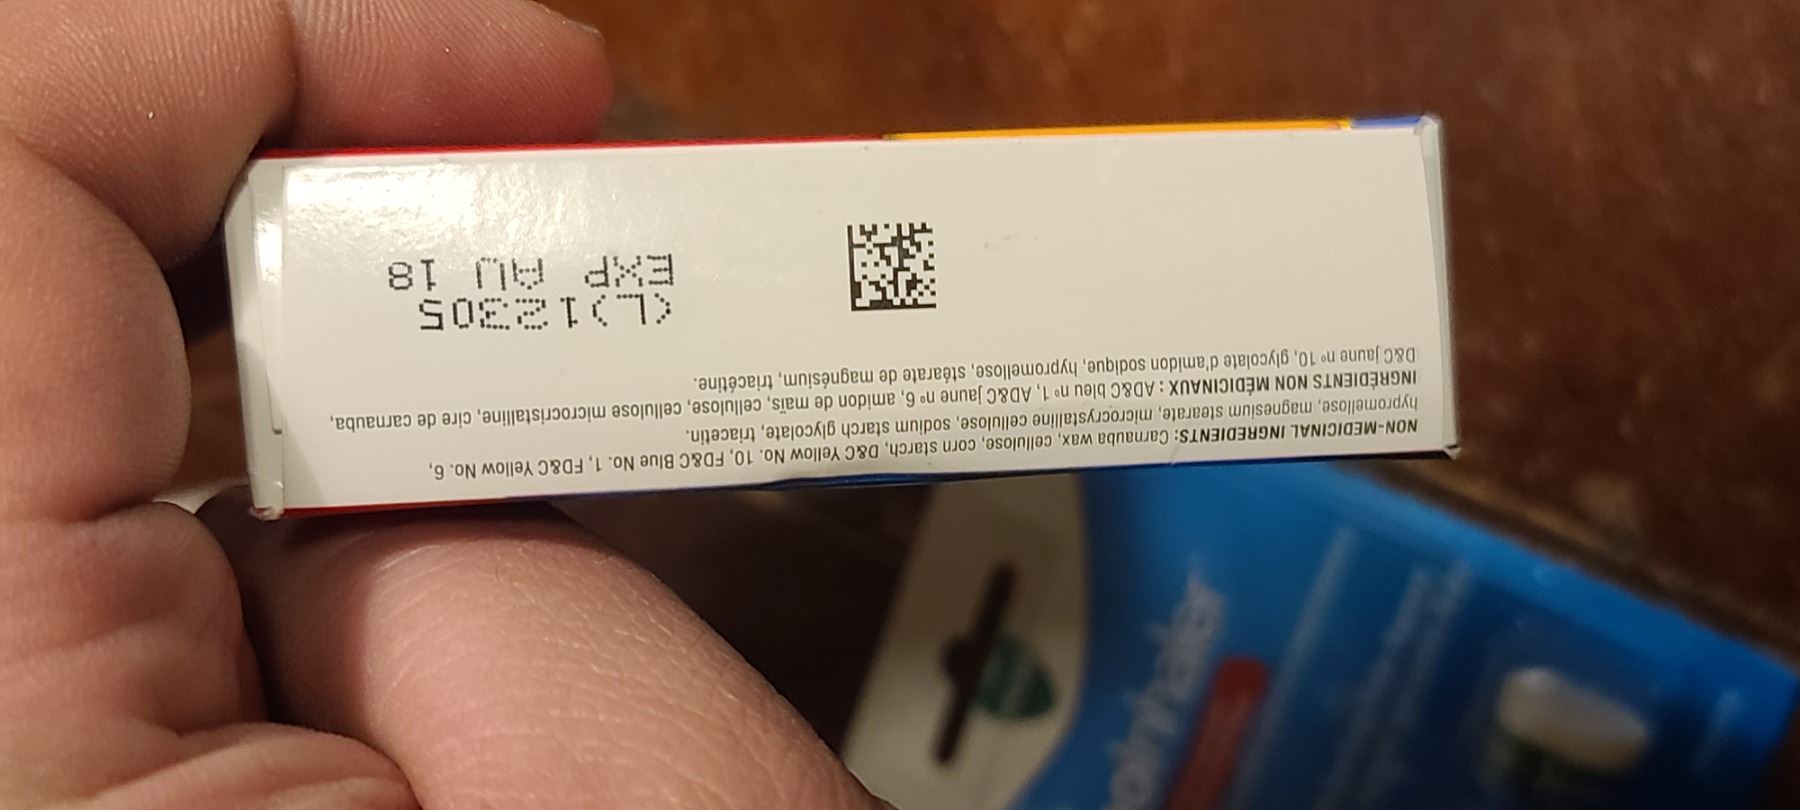 NON-MEDICINAL INGREDIENTS: Carnauba wax, cellulose, corn starch, D&C Yellow No. 10, FD&C Blue No. 1, FD&C Yellow No. 6,
hypromellose, magnesium stearate, microcrystalline cellulose, sodium starch glycolate, triacetin.
INGRÉDIENTS NON MÉDICINAUX : AD&C bleu nº 1, AD&C jaune nº 6, amidon de maïs, cellulose, cellulose microcristalline, cire de carnauba,
D&C jaune nº 10, glycolate d'amidon sodique, hypromellose, stéarate de magnésium, triacétine.
(L)12305
EXP AU 18